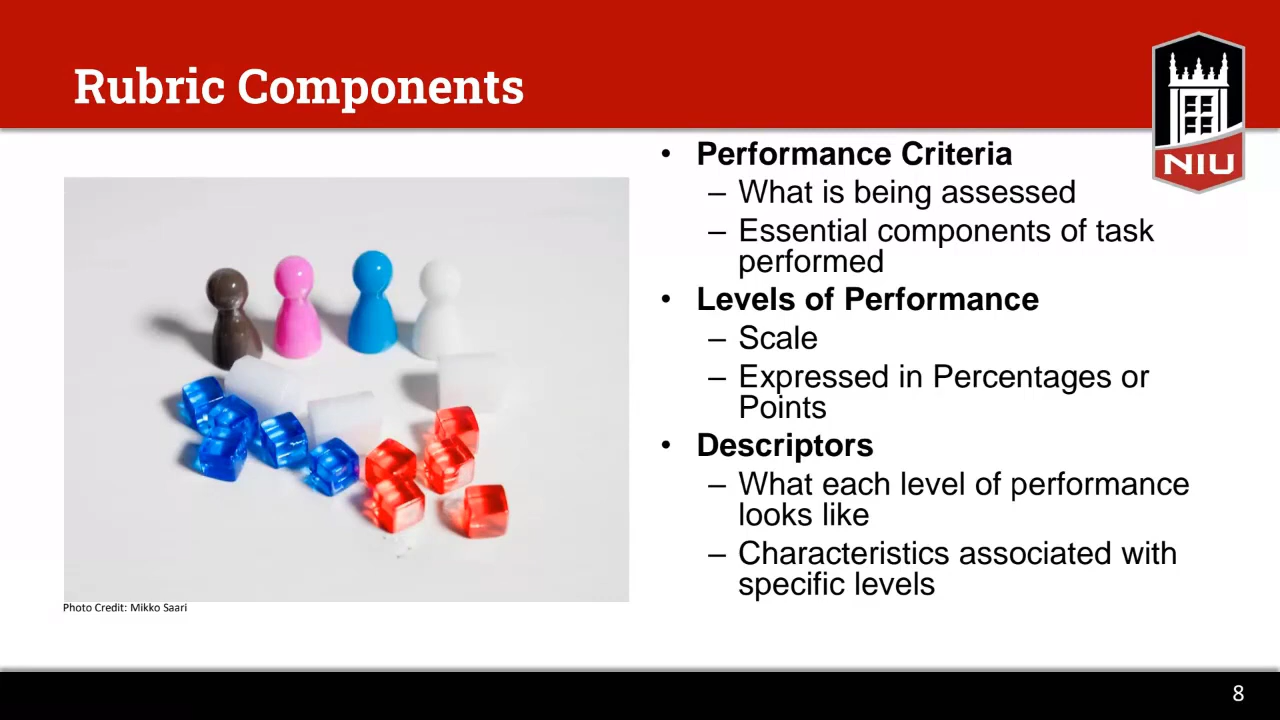 Rubric Components
NIU
• Performance Criteria
– What is being assessed
– Essential components of task
performed
• Levels of Performance
– Scale
– Expressed in Percentages or
Points
• Descriptors
– What each level of performance
looks like
– Characteristics associated with
specific levels
Photo Credit: Mikko Saari
8